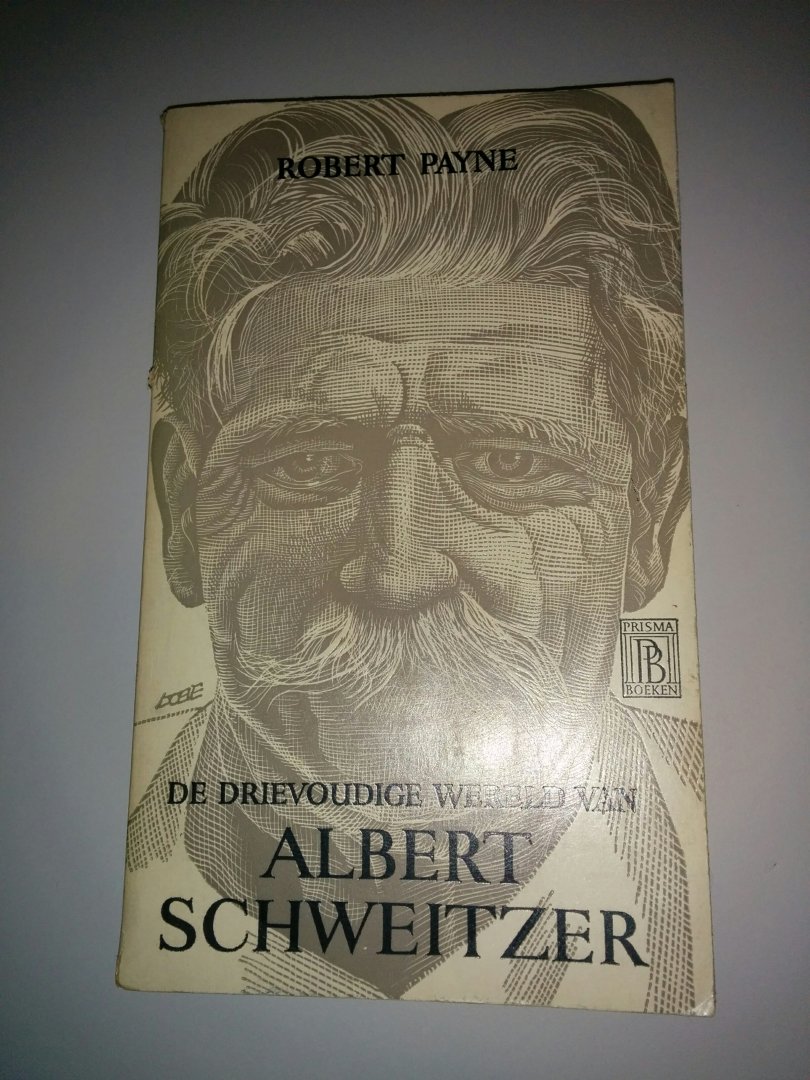 ROBERT PAYNE
PRISMA
PB
BOEKEN
DE DRIEVOUDIGE WERELD VAN
ALBERT
SCHWEITZER